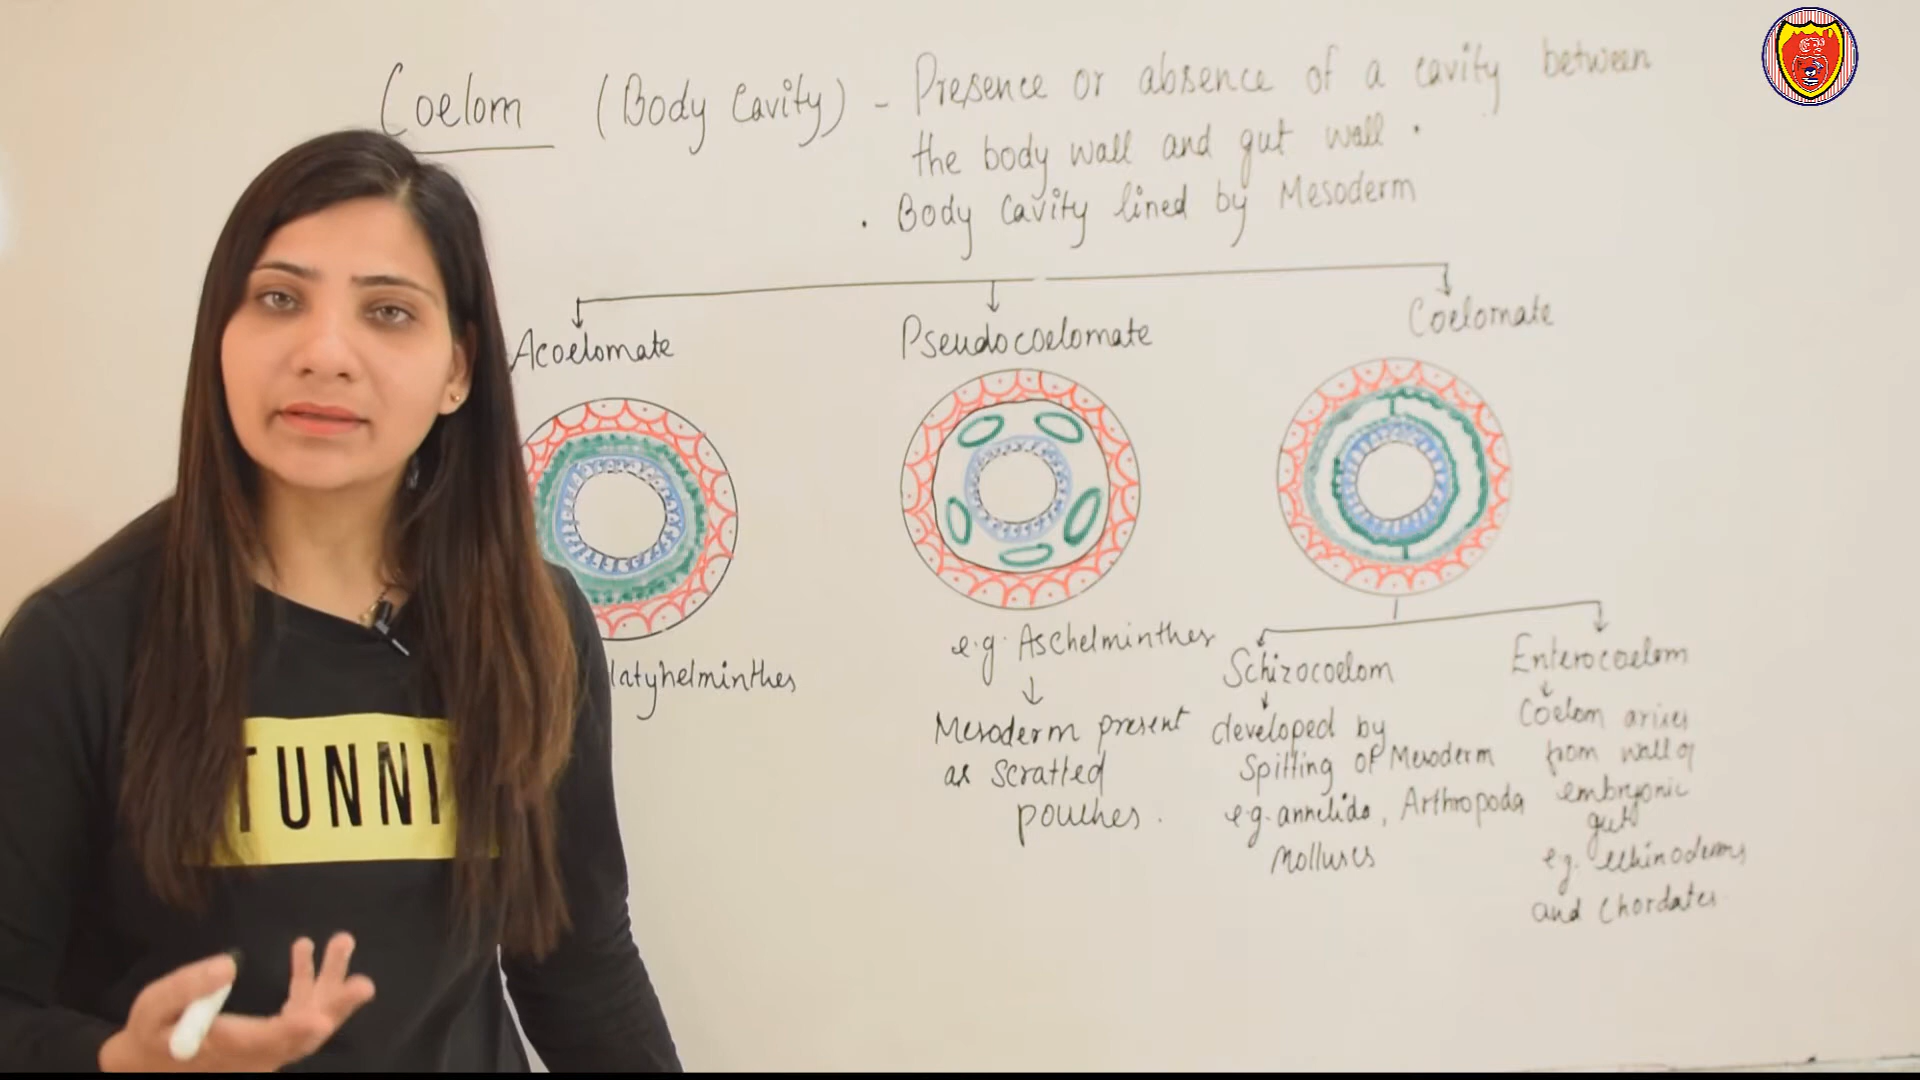 Coelom (Body Cavity) - Presence or absence of a cavity between
the body wall and gut wall .
. Body Cavity lined by Mesoderm
Acoelomate
Pseudocoelomate
Coelomate
latyhelminthes
e.g. Aschelminthes
Mesoderm present
as scratted
pouches .
Schizocoelom
developed by
Spitting of Mesoderm
e.g. annelida, Arthropoda
Molluscs
Enterocoelom
Coelom arises
from wall of
embryonic
gut
e.g. echinoderms
and Chordates
TUNNI